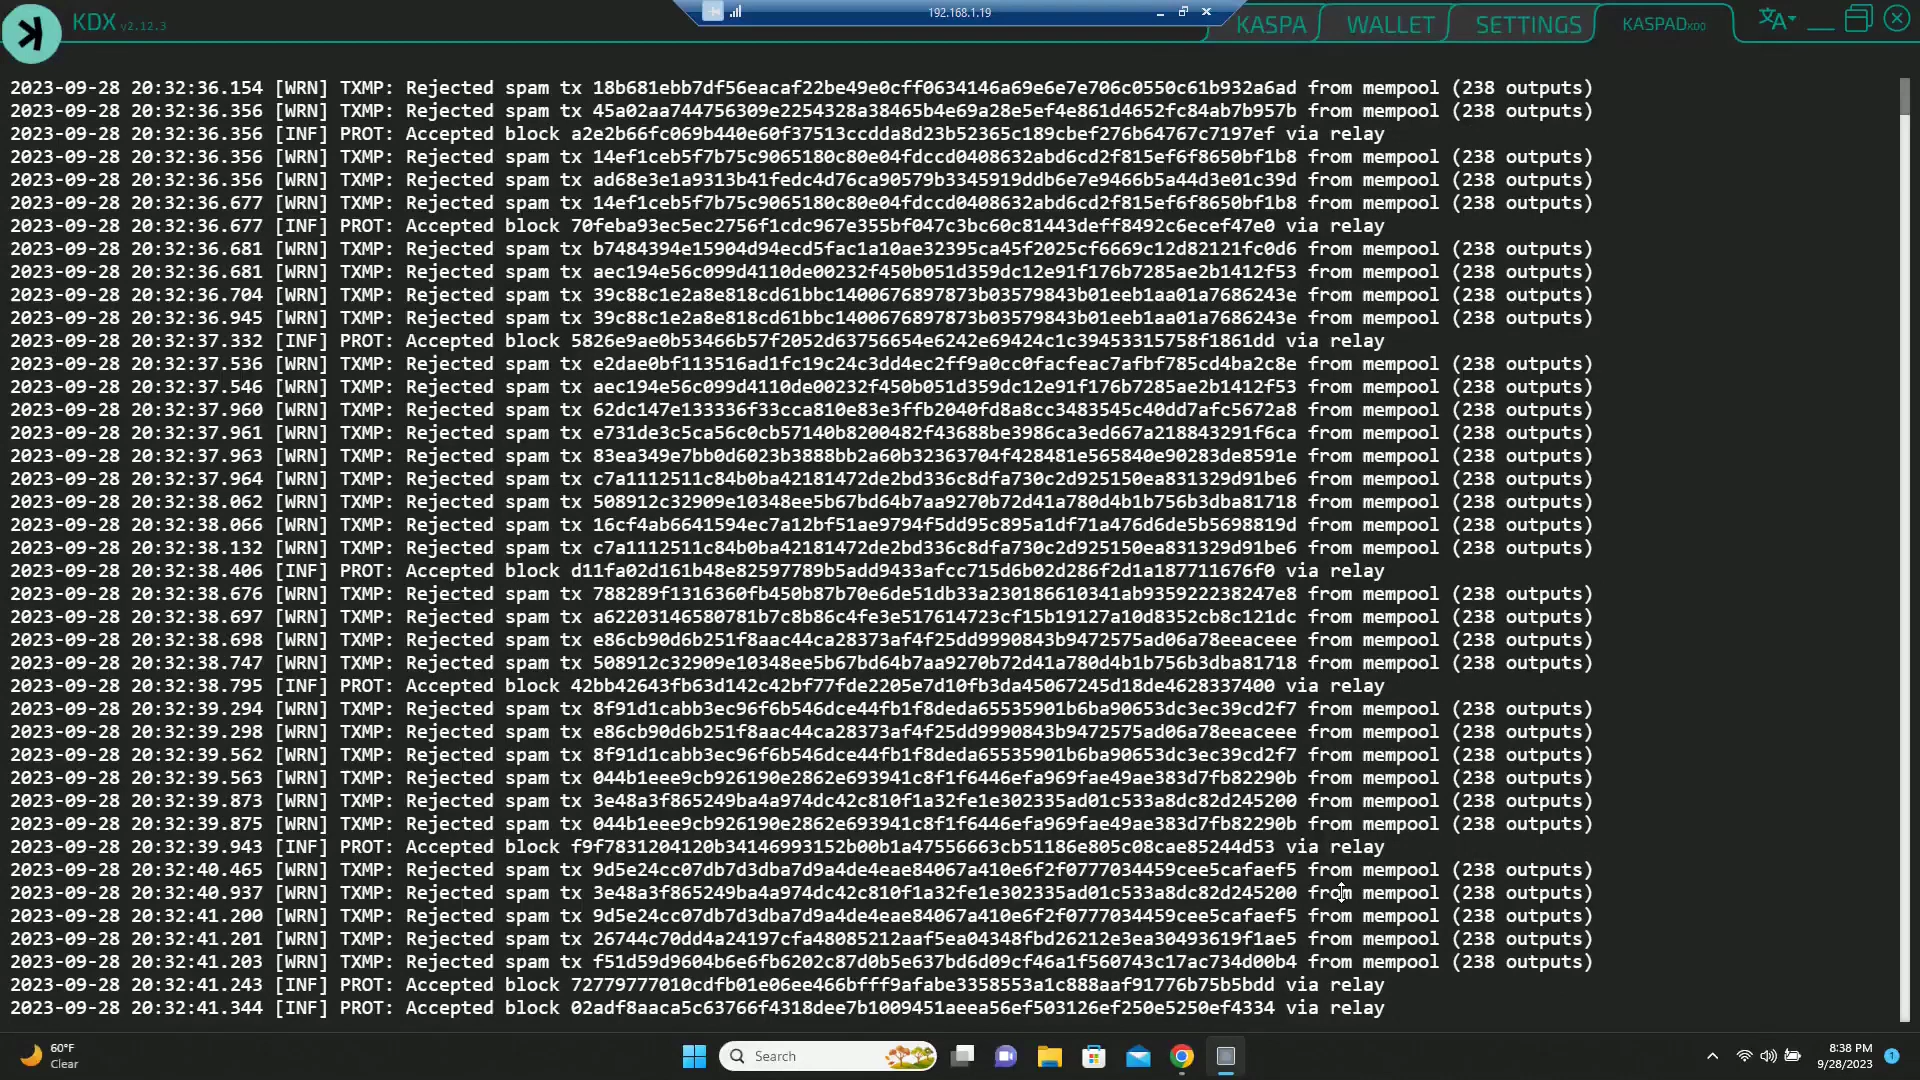 KDX v2.12.3
192.168.1.19
KASPA
WALLET
SETTINGS
KASPAD
2023-09-28 20:32:36.154 [WRN] TXMP: Rejected spam tx 18b681ebb7df56eacaf22be49e0cff0634146a69e6e7e706c0550c61b932a6ad from mempool (238 outputs)
2023-09-28 20:32:36.356 [WRN] TXMP: Rejected spam tx 45a02aa744756309e2254328a38465b4e69a28e5ef4e861d4652fc84ab7b957b from mempool (238 outputs)
2023-09-28 20:32:36.356 [INF] PROT: Accepted block a2e2b66fc069b440e60f37513ccdda8d23b52365c189cbef276b64767c7197ef via relay
2023-09-28 20:32:36.356 [WRN] TXMP: Rejected spam tx 14ef1ceb5f7b75c9065180c80e04fdccd0408632abd6cd2f815ef6f8650bf1b8 from mempool (238 outputs)
2023-09-28 20:32:36.356 [WRN] TXMP: Rejected spam tx ad68e3e1a9313b41fedc4d76ca90579b3345919ddb6e7e9466b5a44d3e01c39d from mempool (238 outputs)
2023-09-28 20:32:36.677 [WRN] TXMP: Rejected spam tx 14ef1ceb5f7b75c9065180c80e04fdccd0408632abd6cd2f815ef6f8650bf1b8 from mempool (238 outputs)
2023-09-28 20:32:36.677 [INF] PROT: Accepted block 70feba93ec5ec2756f1cdc967e355bf047c3bc60c81443deff8492c6ecef47e0 via relay
2023-09-28 20:32:36.681 [WRN] TXMP: Rejected spam tx b7484394e15904d94ecd5fac1a10ae32395ca45f2025cf6669c12d82121fc0d6 from mempool (238 outputs)
2023-09-28 20:32:36.681 [WRN] TXMP: Rejected spam tx aec194e56c099d4110de00232f450b051d359dc12e91f176b7285ae2b1412f53 from mempool (238 outputs)
2023-09-28 20:32:36.704 [WRN] TXMP: Rejected spam tx 39c88c1e2a8e818cd61bbc1400676897873b03579843b01eeb1aa01a7686243e from mempool (238 outputs)
2023-09-28 20:32:36.945 [WRN] TXMP: Rejected spam tx 39c88c1e2a8e818cd61bbc1400676897873b03579843b01eeb1aa01a7686243e from mempool (238 outputs)
2023-09-28 20:32:37.332 [INF] PROT: Accepted block 5826e9ae0b53466b57f2052d63756654e6242e69424c1c39453315758f1861dd via relay
2023-09-28 20:32:37.536 [WRN] TXMP: Rejected spam tx e2dae0bf113516ad1fc19c24c3dd4ec2ff9a0cc0facfeac7afbf785cd4ba2c8e from mempool (238 outputs)
2023-09-28 20:32:37.546 [WRN] TXMP: Rejected spam tx aec194e56c099d4110de00232f450b051d359dc12e91f176b7285ae2b1412f53 from mempool (238 outputs)
2023-09-28 20:32:37.960 [WRN] TXMP: Rejected spam tx 62dc147e133336f33cca810e83e3ffb2040fd8a8cc3483545c40dd7afc5672a8 from mempool (238 outputs)
2023-09-28 20:32:37.961 [WRN] TXMP: Rejected spam tx e731de3c5ca56c0cb57140b8200482f43688be3986ca3ed667a218843291f6ca from mempool (238 outputs)
2023-09-28 20:32:37.963 [WRN] TXMP: Rejected spam tx 83ea349e7bb0d6023b3888bb2a60b32363704f428481e565840e90283de8591e from mempool (238 outputs)
2023-09-28 20:32:37.964 [WRN] TXMP: Rejected spam tx c7a1112511c84b0ba42181472de2bd336c8dfa730c2d925150ea831329d91be6 from mempool (238 outputs)
2023-09-28 20:32:38.062 [WRN] TXMP: Rejected spam tx 508912c32909e10348ee5b67bd64b7aa9270b72d41a780d4b1b756b3dba81718 from mempool (238 outputs)
2023-09-28 20:32:38.066 [WRN] TXMP: Rejected spam tx 16cf4ab6641594ec7a12bf51ae9794f5dd95c895a1df71a476d6de5b5698819d from mempool (238 outputs)
2023-09-28 20:32:38.132 [WRN] TXMP: Rejected spam tx c7a1112511c84b0ba42181472de2bd336c8dfa730c2d925150ea831329d91be6 from mempool (238 outputs)
2023-09-28 20:32:38.406 [INF] PROT: Accepted block d11fa02d161b48e82597789b5add9433afcc715d6b02d286f2d1a187711676f0 via relay
2023-09-28 20:32:38.676 [WRN] TXMP: Rejected spam tx 788289f1316360fb450b87b70e6de51db33a230186610341ab935922238247e8 from mempool (238 outputs)
2023-09-28 20:32:38.697 [WRN] TXMP: Rejected spam tx a62203146580781b7c8b86c4fe3e517614723cf15b19127a10d8352cb8c121dc from mempool (238 outputs)
2023-09-28 20:32:38.698 [WRN] TXMP: Rejected spam tx e86cb90d6b251f8aac44ca28373af4f25dd9990843b9472575ad06a78eeaceee from mempool (238 outputs)
2023-09-28 20:32:38.747 [WRN] TXMP: Rejected spam tx 508912c32909e10348ee5b67bd64b7aa9270b72d41a780d4b1b756b3dba81718 from mempool (238 outputs)
2023-09-28 20:32:38.795 [INF] PROT: Accepted block 42bb42643fb63d142c42bf77fde2205e7d10fb3da45067245d18de4628337400 via relay
2023-09-28 20:32:39.294 [WRN] TXMP: Rejected spam tx 8f91d1cabb3ec96f6b546dce44fb1f8deda65535901b6ba90653dc3ec39cd2f7 from mempool (238 outputs)
2023-09-28 20:32:39.298 [WRN] TXMP: Rejected spam tx e86cb90d6b251f8aac44ca28373af4f25dd9990843b9472575ad06a78eeaceee from mempool (238 outputs)
2023-09-28 20:32:39.562 [WRN] TXMP: Rejected spam tx 8f91d1cabb3ec96f6b546dce44fb1f8deda65535901b6ba90653dc3ec39cd2f7 from mempool (238 outputs)
2023-09-28 20:32:39.563 [WRN] TXMP: Rejected spam tx 044b1eee9cb926190e2862e693941c8f1f6446efa969fae49ae383d7fb82290b from mempool (238 outputs)
2023-09-28 20:32:39.873 [WRN] TXMP: Rejected spam tx 3e48a3f865249ba4a974dc42c810f1a32fe1e302335ad01c533a8dc82d245200 from mempool (238 outputs)
2023-09-28 20:32:39.875 [WRN] TXMP: Rejected spam tx 044b1eee9cb926190e2862e693941c8f1f6446efa969fae49ae383d7fb82290b from mempool (238 outputs)
2023-09-28 20:32:39.943 [INF] PROT: Accepted block f9f7831204120b34146993152b00b1a47556663cb51186e805c08cae85244d53 via relay
2023-09-28 20:32:40.465 [WRN] TXMP: Rejected spam tx 9d5e24cc07db7d3dba7d9a4de4eae84067a410e6f2f0777034459cee5cafaef5 from mempool (238 outputs)
2023-09-28 20:32:40.937 [WRN] TXMP: Rejected spam tx 3e48a3f865249ba4a974dc42c810f1a32fe1e302335ad01c533a8dc82d245200 from mempool (238 outputs)
2023-09-28 20:32:41.200 [WRN] TXMP: Rejected spam tx 9d5e24cc07db7d3dba7d9a4de4eae84067a410e6f2f0777034459cee5cafaef5 from mempool (238 outputs)
2023-09-28 20:32:41.201 [WRN] TXMP: Rejected spam tx 26744c70dd4a24197cfa48085212aaf5ea04348fbd26212e3ea30493619f1ae5 from mempool (238 outputs)
2023-09-28 20:32:41.203 [WRN] TXMP: Rejected spam tx f51d59d9604b6e6fb6202c87d0b5e637bd6d09cf46a1f560743c17ac734d00b4 from mempool (238 outputs)
2023-09-28 20:32:41.243 [INF] PROT: Accepted block 72779777010cdfb01e06ee466bfff9afabe3358553a1c888aaf91776b75b5bdd via relay
2023-09-28 20:32:41.344 [INF] PROT: Accepted block 02adf8aaca5c63766f4318dee7b1009451aeea56ef503126ef250e5250ef4334 via relay
60°F
Clear
Search
8:38 PM
9/28/2023
1